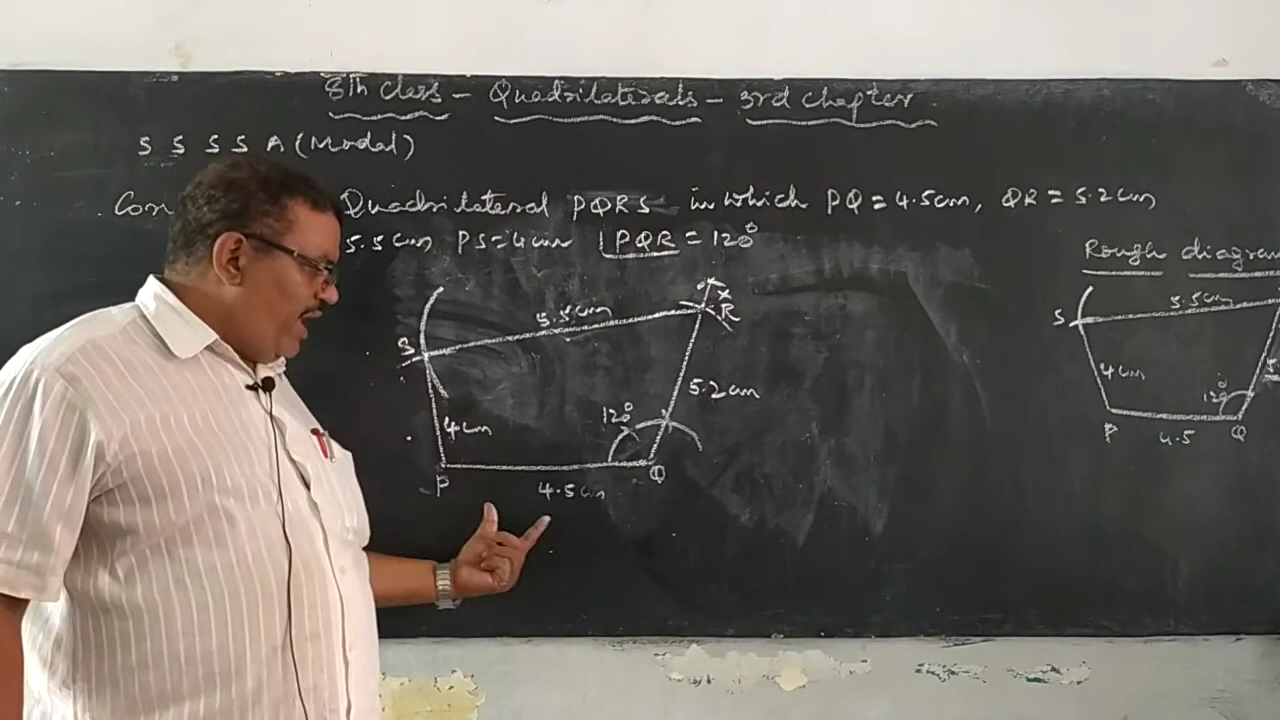 8Th class - Quadrilaterals - 3rd chapter
S S S S A (Modal)
Con Quadrilateral PQRS in which PQ = 4.5cm, QR = 5.2cm
5.5cm PS=4cm ∠PQR = 120°
Rough diagram
X
R
5.5cm
S
5.2cm
120°
4cm
P
Q
4.5cm
5.5cm
S
4cm
120°
5
P
4.5
Q